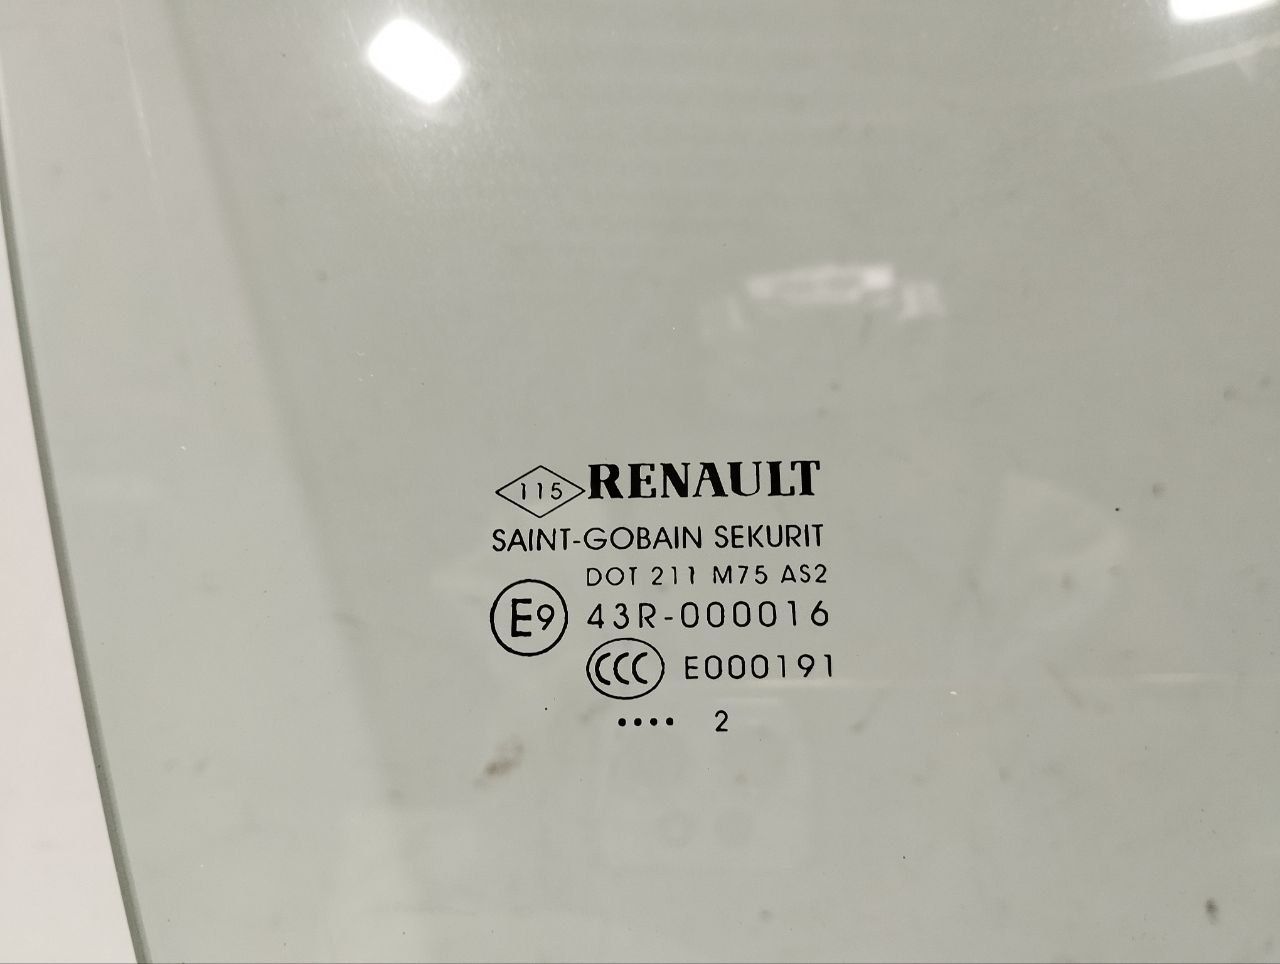 115 RENAULT
SAINT-GOBAIN SEKURIT
DOT 211 M75 AS2
E9 43R-000016
CCC E000191
•••• 2